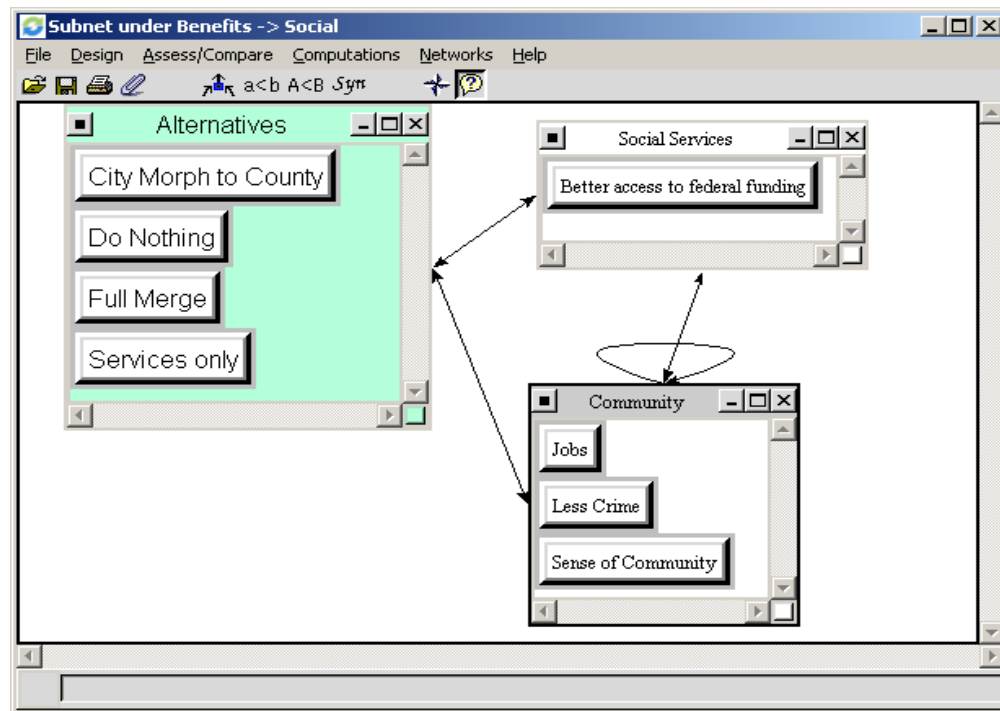 Subnet under Benefits -> Social
File Design Assess/Compare Computations Networks Help
a<b A<B Syn
Alternatives
City Morph to County
Do Nothing
Full Merge
Services only
Social Services
Better access to federal funding
Community
Jobs
Less Crime
Sense of Community